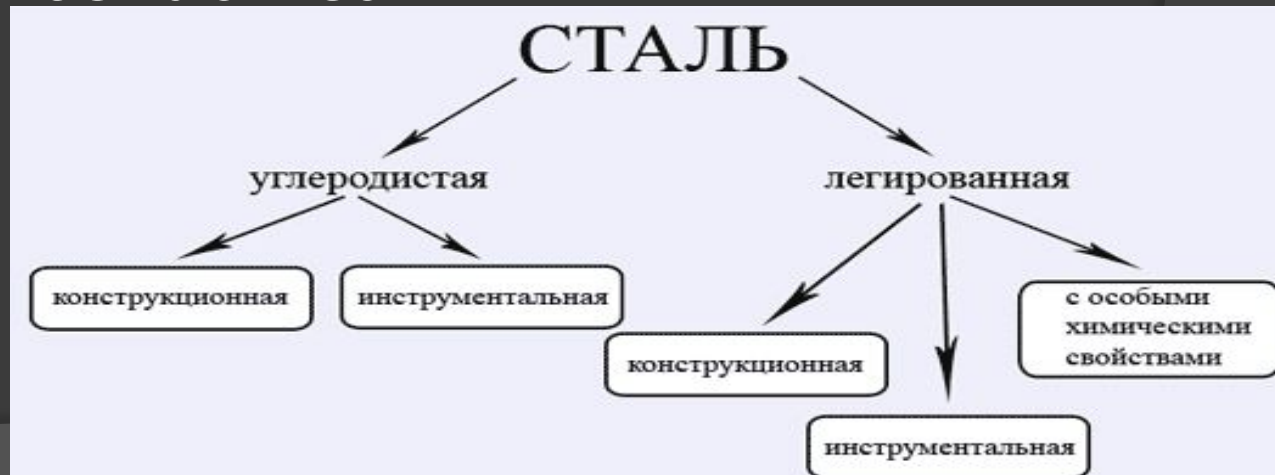 СТАЛЬ
углеродистая
легированная
конструкционная
инструментальная
с особыми
химическими
свойствами
конструкционная
инструментальная